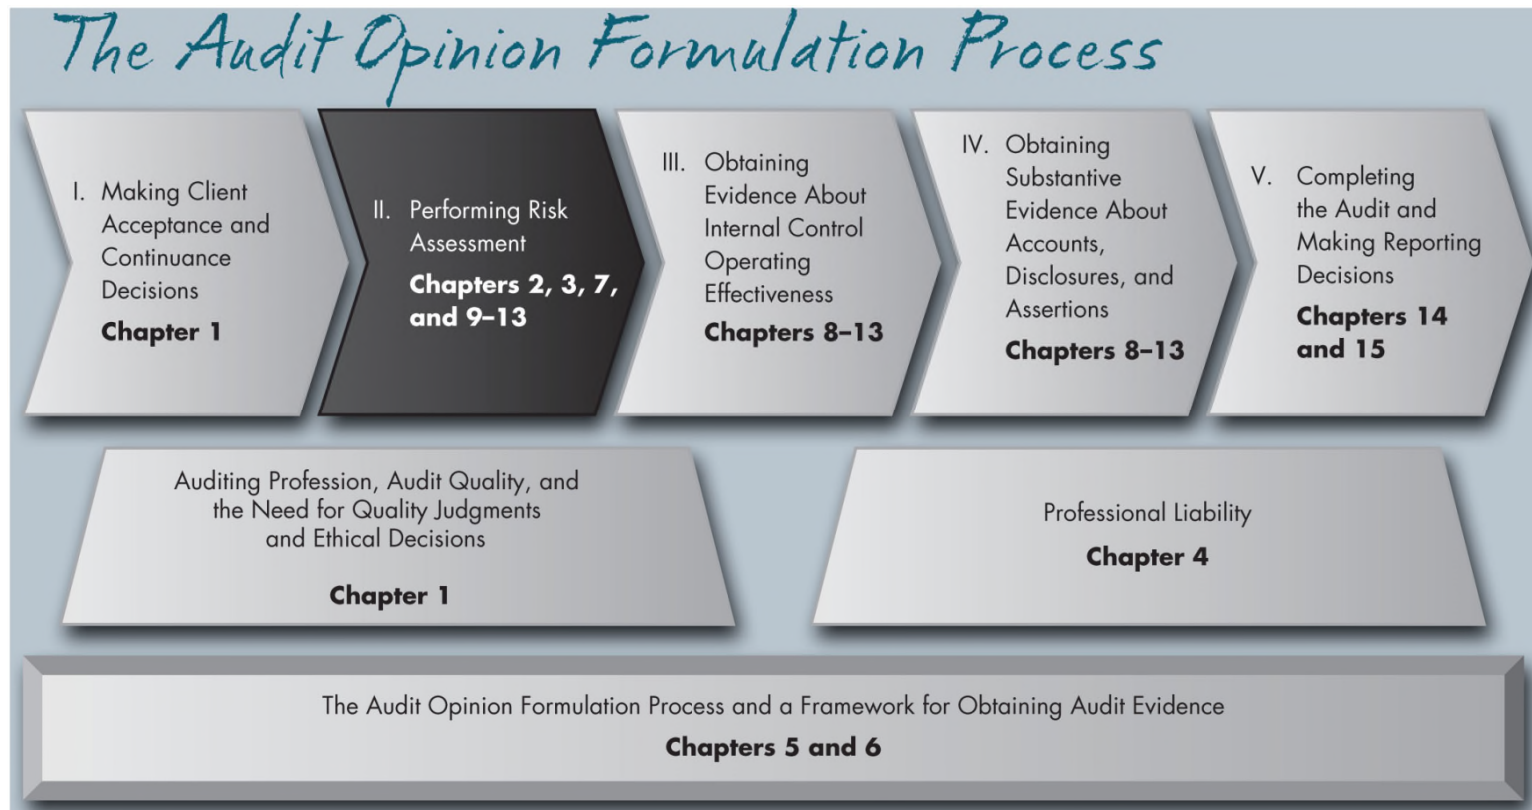 The Audit Opinion Formulation Process
I. Making Client
Acceptance and
Continuance
Decisions
Chapter 1
II. Performing Risk
Assessment
Chapters 2, 3, 7,
and 9–13
III. Obtaining
Evidence About
Internal Control
Operating
Effectiveness
Chapters 8–13
IV. Obtaining
Substantive
Evidence About
Accounts,
Disclosures, and
Assertions
Chapters 8–13
V. Completing
the Audit and
Making Reporting
Decisions
Chapters 14
and 15
Auditing Profession, Audit Quality, and
the Need for Quality Judgments
and Ethical Decisions
Chapter 1
Professional Liability
Chapter 4
The Audit Opinion Formulation Process and a Framework for Obtaining Audit Evidence
Chapters 5 and 6